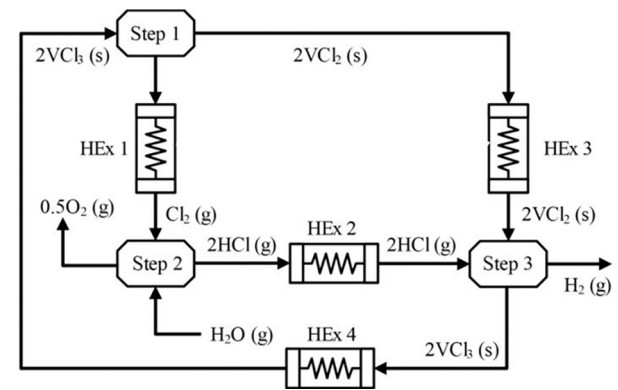 Step 1
2VCl₃ (s)
2VCl₂ (s)
HEx 1
HEx 3
0.5O₂ (g)
Cl₂ (g)
2VCl₂ (s)
HEx 2
2HCl (g)
2HCl (g)
Step 2
Step 3
H₂ (g)
H₂O (g)
HEx 4
2VCl₃ (s)